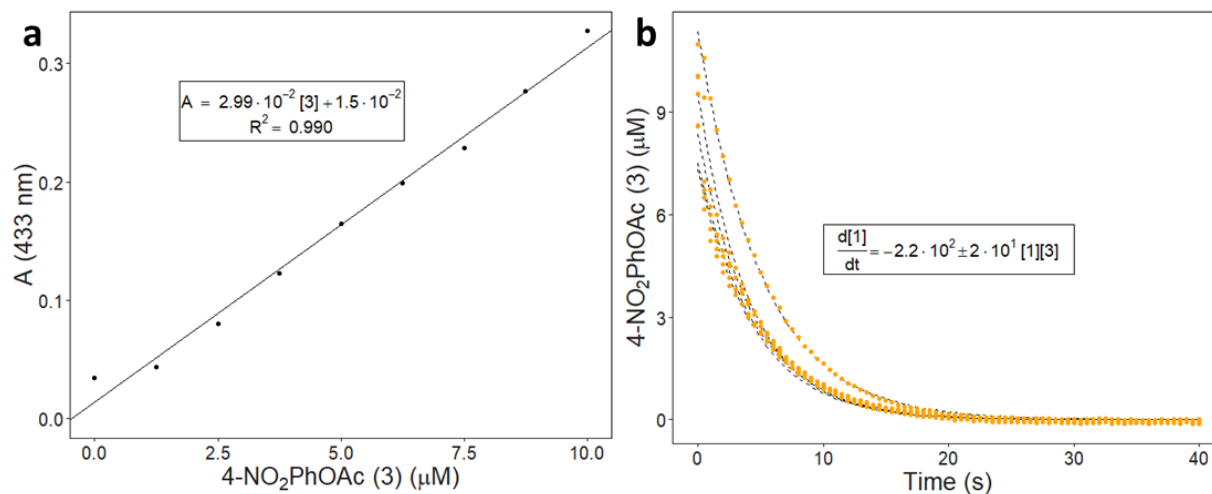 a
A = 2.99 · 10⁻² [3] + 1.5 · 10⁻²
R² = 0.990
0.3
0.2
0.1
0.0
A (433 nm)
0.0 2.5 5.0 7.5 10.0
4-NO₂PhOAc (3) (μM)
b
d[1]/dt = -2.2 · 10² ± 2 · 10¹ [1][3]
9
6
3
0
4-NO₂PhOAc (3) (μM)
0 10 20 30 40
Time (s)